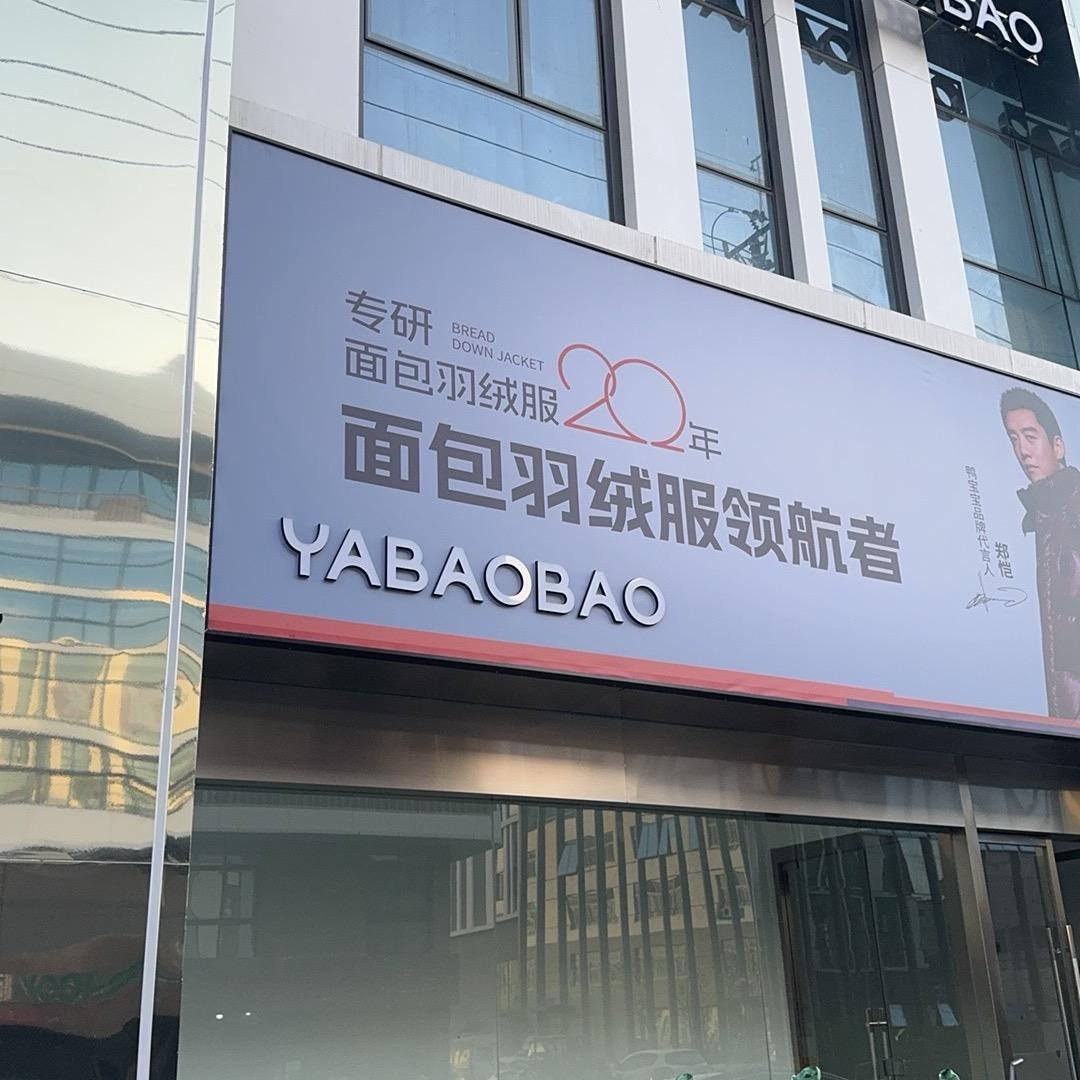 BAO
专研
BREAD
DOWN JACKET
面包羽绒服20年
面包羽绒服领航者
YABAOBAO
鸭宝宝品牌代言人
郑恺